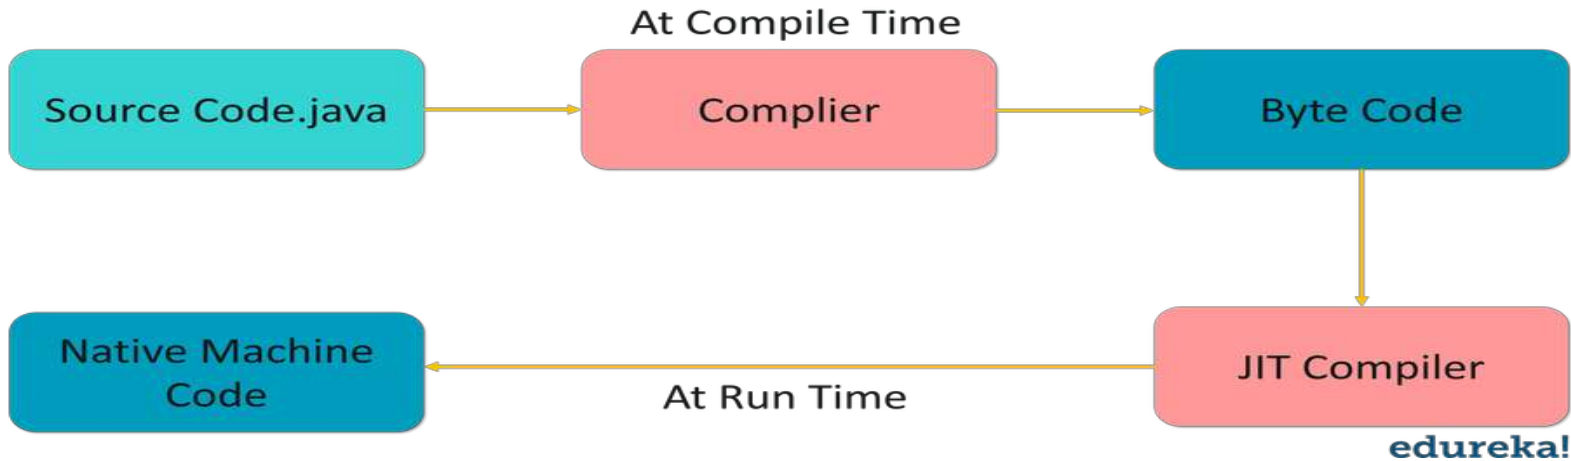 At Compile Time
Source Code.java
Complier
Byte Code
Native Machine
Code
At Run Time
JIT Compiler
edureka!